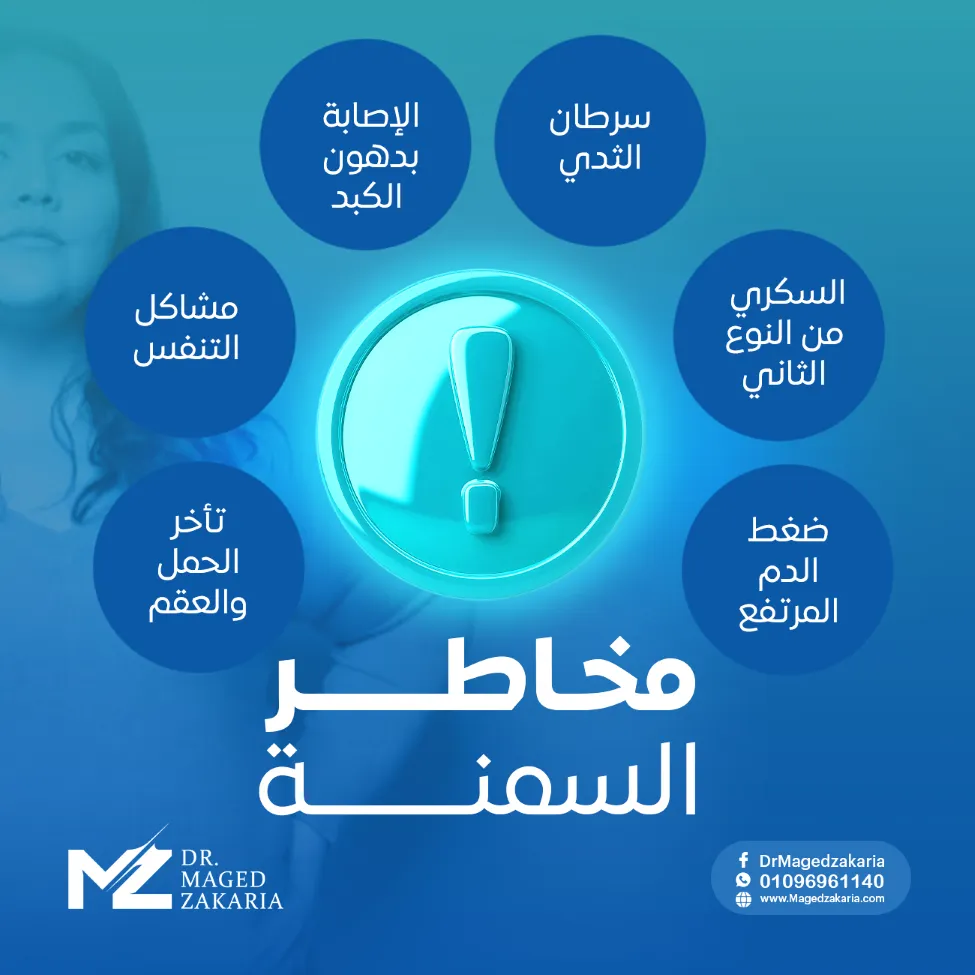 سرطان
الثدي
الإصابة
بدهون
الكبد
السكري
من النوع
الثاني
مشاكل
التنفس
ضغط
الدم
المرتفع
تأخر
الحمل
والعقم
مخاطر
السمنة
MZ
DR.
MAGED
ZAKARIA
DrMagedzakaria
01096961140
www.Magedzakaria.com